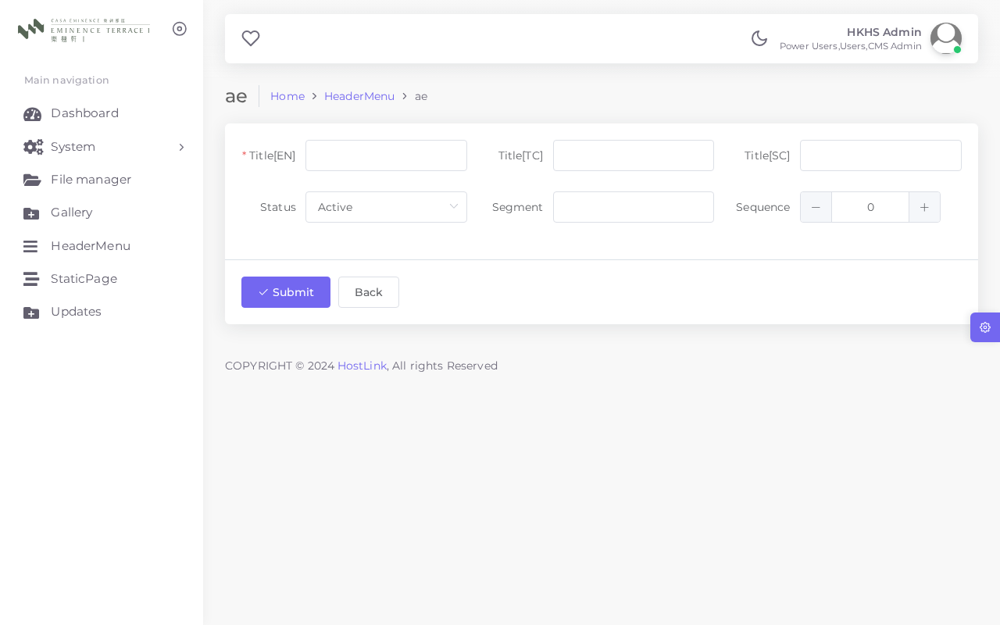 CASA EMINENCE
EMINENCE TERRACE I
Main navigation
Dashboard
System
File manager
Gallery
HeaderMenu
StaticPage
Updates
HKHS Admin
Power Users,Users,CMS Admin
ae
Home > HeaderMenu > ae
* Title[EN]
Title[TC]
Title[SC]
Status
Active
Segment
Sequence
0
Submit
Back
COPYRIGHT © 2024 HostLink, All rights Reserved